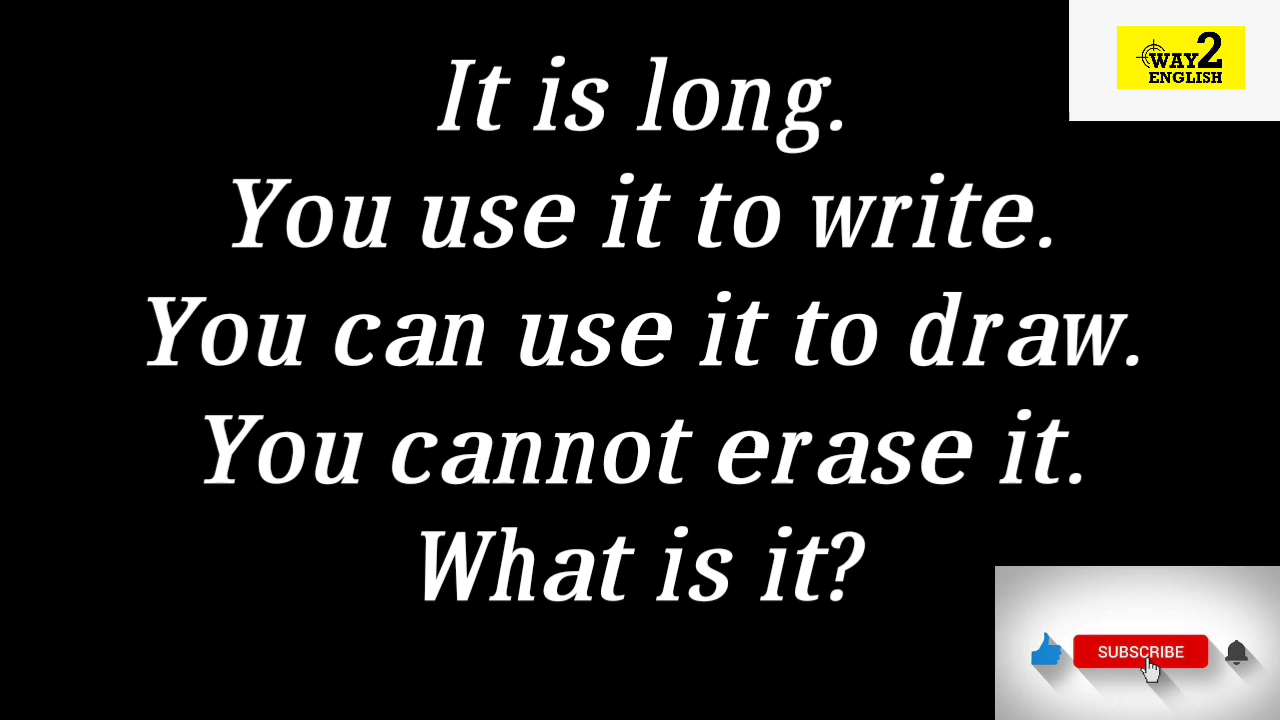 It is long.
You use it to write.
You can use it to draw.
You cannot erase it.
What is it?
WAY2
ENGLISH
SUBSCRIBE